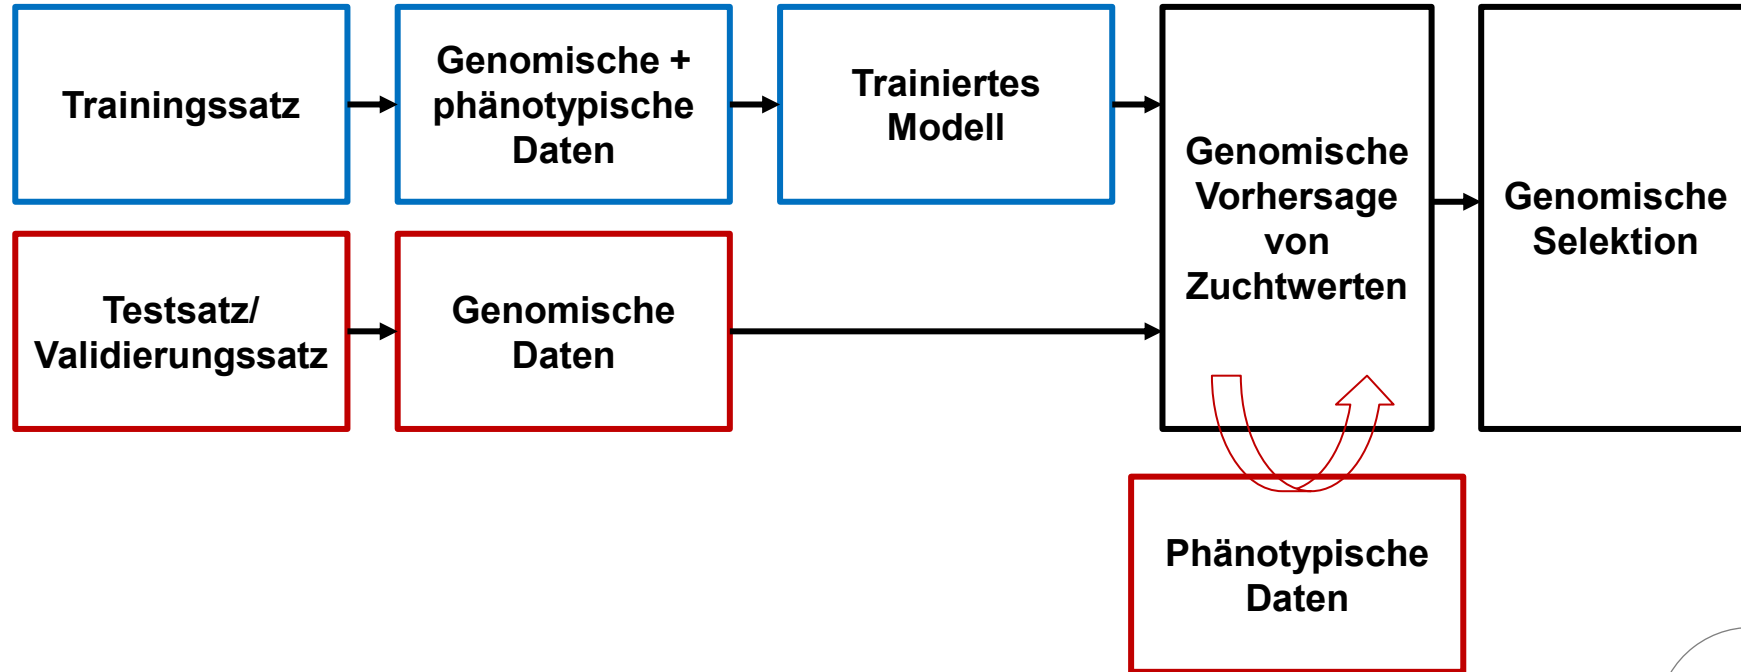 Trainingssatz
Genomische +
phänotypische
Daten
Trainiertes
Modell
Genomische
Vorhersage
von
Zuchtwerten
Genomische
Selektion
Testsatz/
Validierungssatz
Genomische
Daten
Phänotypische
Daten